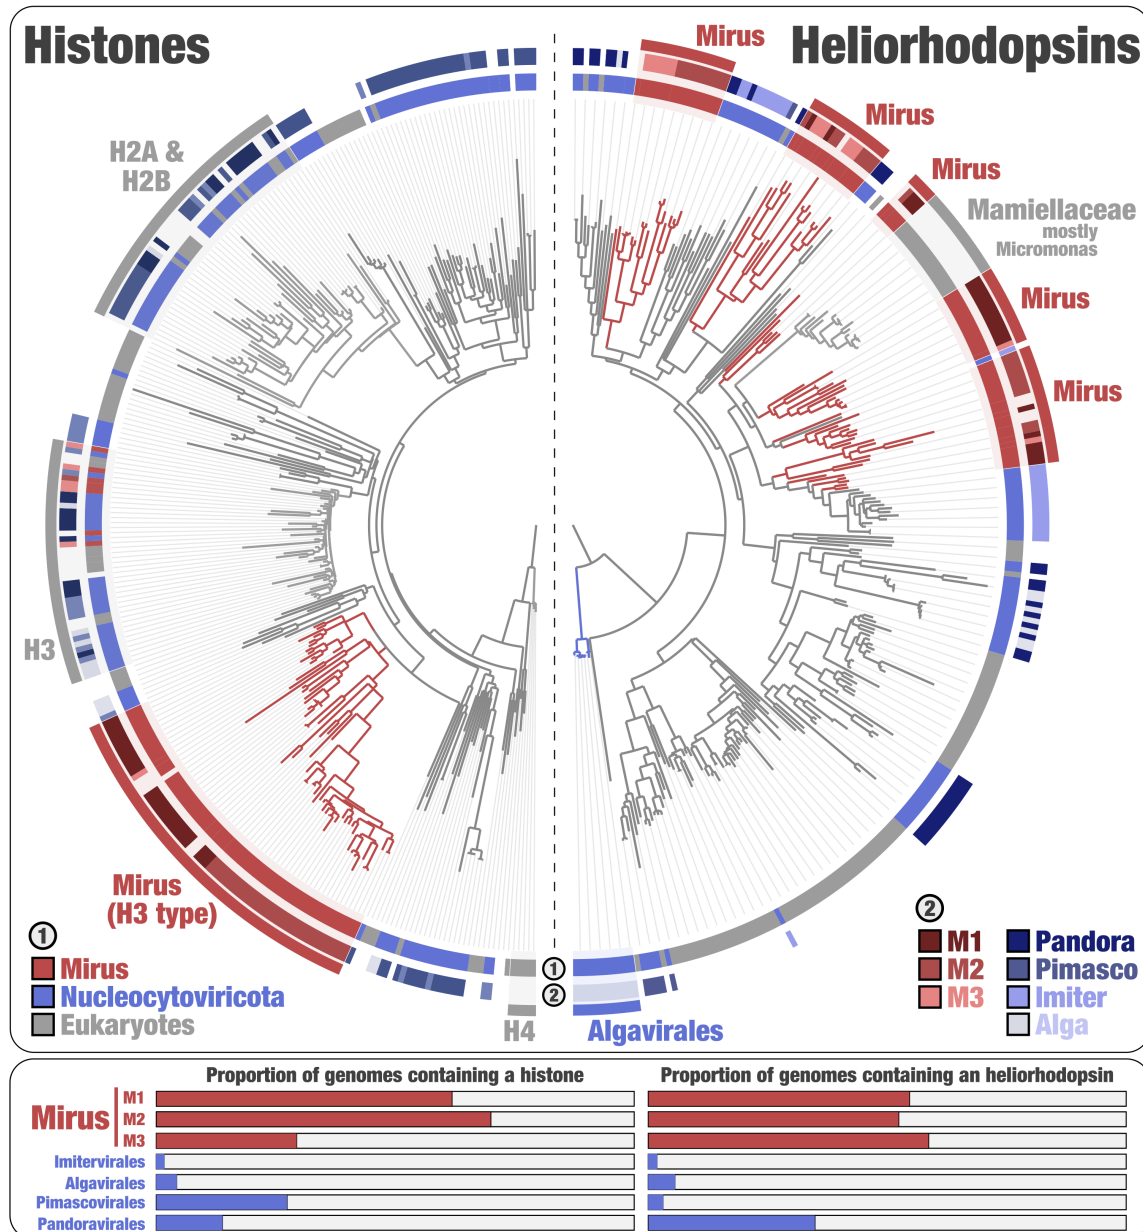 Histones
Heliorhodopsins
Mirus
Mirus
Mirus
H2A &
H2B
Mamiellaceae
mostly
Micromonas
Mirus
Mirus
H3
Mirus
(H3 type)
1
Mirus
Nucleocytoviricota
Eukaryotes
H4
1
2
Algavirales
2
M1
M2
M3
Pandora
Pimasco
Imiter
Alga
Proportion of genomes containing a histone
Proportion of genomes containing an heliorhodopsin
Mirus
M1
M2
M3
Imitervirales
Algavirales
Pimascovirales
Pandoravirales